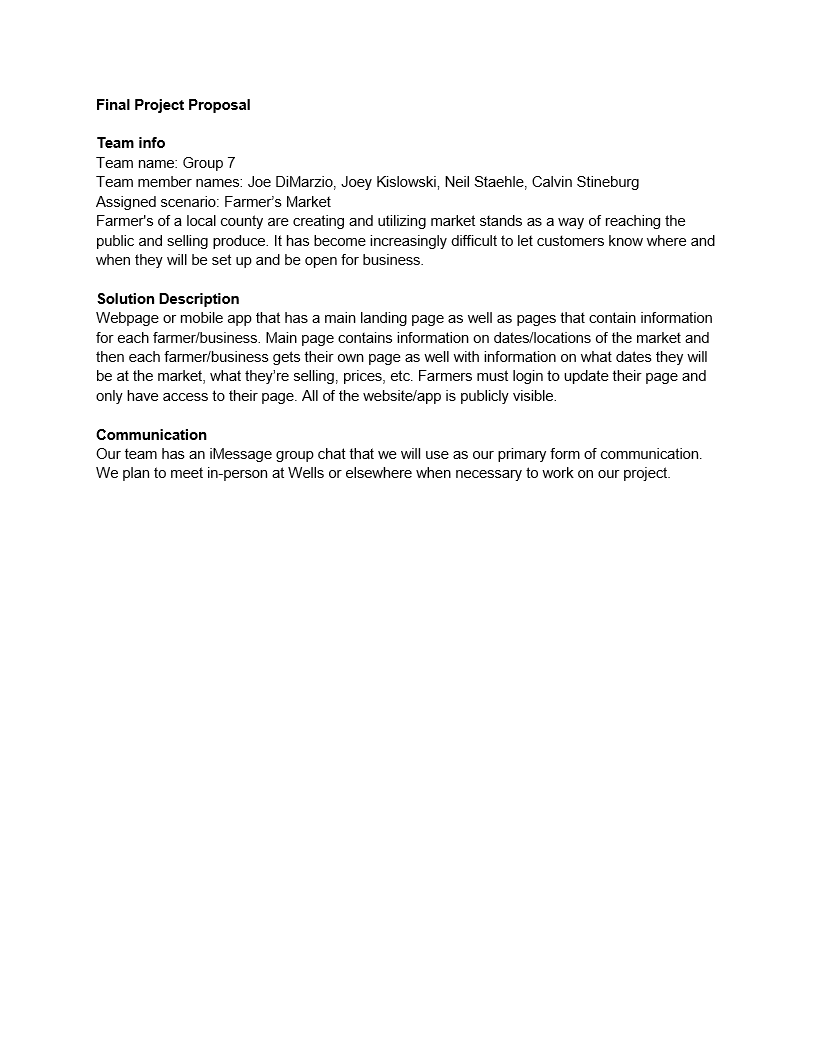 Final Project Proposal
Team info
Team name: Group 7
Team member names: Joe DiMarzio, Joey Kislowski, Neil Staehle, Calvin Stineburg
Assigned scenario: Farmer’s Market
Farmer's of a local county are creating and utilizing market stands as a way of reaching the
public and selling produce. It has become increasingly difficult to let customers know where and
when they will be set up and be open for business.
Solution Description
Webpage or mobile app that has a main landing page as well as pages that contain information
for each farmer/business. Main page contains information on dates/locations of the market and
then each farmer/business gets their own page as well with information on what dates they will
be at the market, what they’re selling, prices, etc. Farmers must login to update their page and
only have access to their page. All of the website/app is publicly visible.
Communication
Our team has an iMessage group chat that we will use as our primary form of communication.
We plan to meet in-person at Wells or elsewhere when necessary to work on our project.